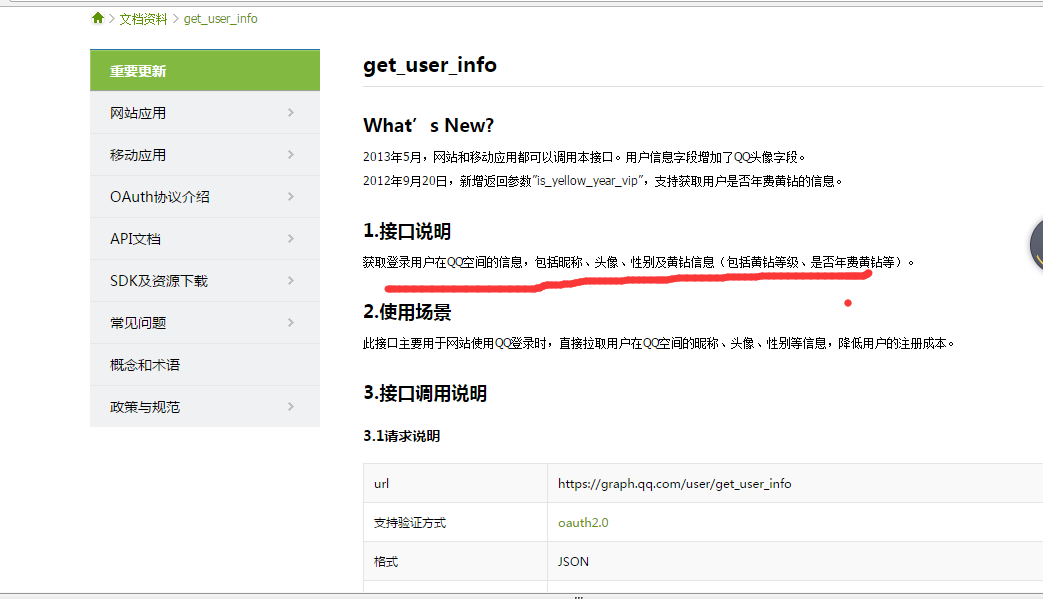 文档资料 > get_user_info
重要更新
网站应用
移动应用
OAuth协议介绍
API文档
SDK及资源下载
常见问题
概念和术语
政策与规范
get_user_info
What’s New?
2013年5月，网站和移动应用都可以调用本接口。用户信息字段增加了QQ头像字段。
2012年9月20日，新增返回参数”is_yellow_year_vip”，支持获取用户是否年费黄钻的信息。
1.接口说明
获取登录用户在QQ空间的信息，包括昵称、头像、性别及黄钻信息（包括黄钻等级、是否年费黄钻等）。
2.使用场景
此接口主要用于网站使用QQ登录时，直接拉取用户在QQ空间的昵称、头像、性别等信息，降低用户的注册成本。
3.接口调用说明
3.1请求说明
url https://graph.qq.com/user/get_user_info
支持验证方式 oauth2.0
格式 JSON